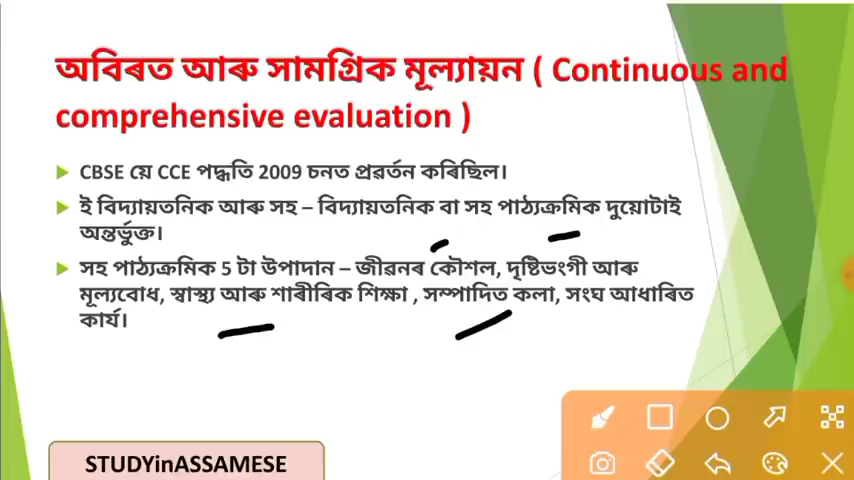 অবিৰত আৰু সামগ্ৰিক মূল্যায়ন ( Continuous and
comprehensive evaluation )
CBSE য়ে CCE পদ্ধতি 2009 চনত প্ৰৱৰ্তন কৰিছিল।
ই বিদ্যায়তনিক আৰু সহ – বিদ্যায়তনিক বা সহ পাঠ্যক্ৰমিক দুয়োটাই
অন্তৰ্ভুক্ত।
সহ পাঠ্যক্ৰমিক 5 টা উপাদান – জীৱনৰ কৌশল, দৃষ্টিভংগী আৰু
মূল্যবোধ, স্বাস্থ্য আৰু শাৰীৰিক শিক্ষা , সম্পাদিত কলা, সংঘ আধাৰিত
কাৰ্য।
STUDYinASSAMESE